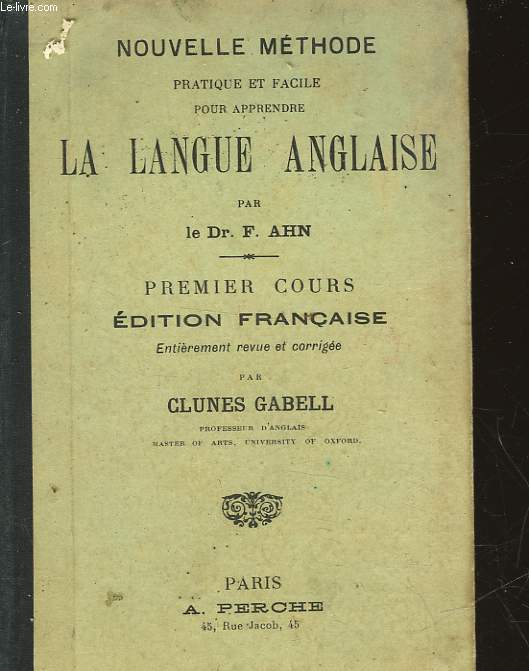 Le-livre.com
NOUVELLE MÉTHODE
PRATIQUE ET FACILE
POUR APPRENDRE
LA LANGUE ANGLAISE
PAR
le Dr. F. AHN
PREMIER COURS
ÉDITION FRANÇAISE
Entièrement revue et corrigée
PAR
CLUNES GABELL
PROFESSEUR D'ANGLAIS
MASTER OF ARTS, UNIVERSITY OF OXFORD.
PARIS
A. PERCHE
45, Rue Jacob, 45